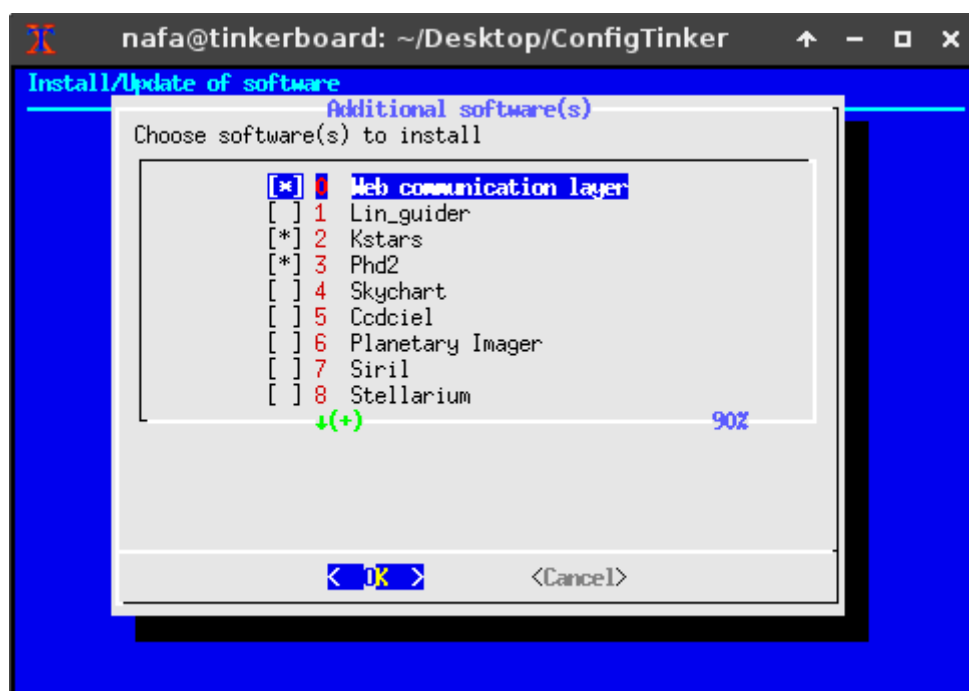 nafa@tinkerboard: ~/Desktop/ConfigTinker
Install/Update of software
Additional software(s)
Choose software(s) to install
[*] 0 Web communication layer
[ ] 1 Lin_guider
[*] 2 Kstars
[*] 3 Phd2
[ ] 4 Skychart
[ ] 5 Ccdciel
[ ] 6 Planetary Imager
[ ] 7 Siril
[ ] 8 Stellarium
↓(+) 90%
< OK > <Cancel>